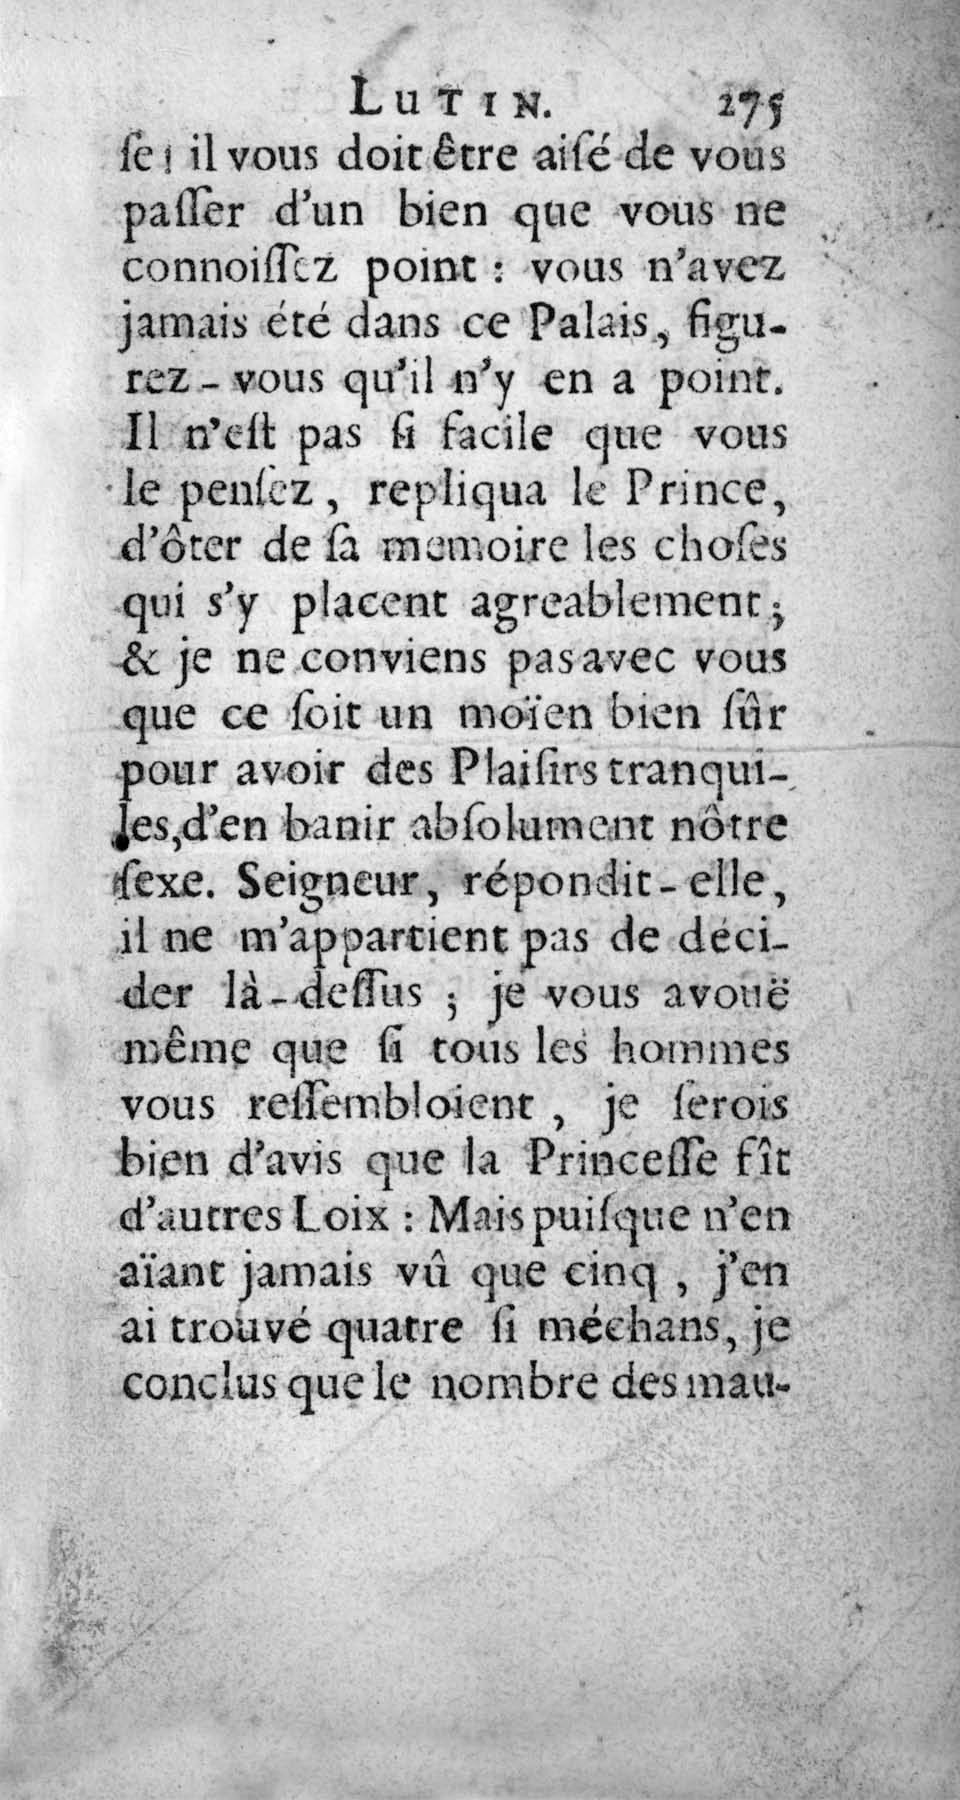 LUTIN. 275
ſe! il vous doit être aiſé de vous
paſſer d'un bien que vous ne
connoiſſez point : vous n'avez
jamais été dans ce Palais, figu-
rez-vous qu'il n'y en a point.
Il n'eſt pas ſi facile que vous
le penſez, repliqua le Prince,
d'ôter de ſa memoire les choſes
qui s'y placent agreablement;
& je ne conviens pas avec vous
que ce ſoit un moïen bien ſûr
pour avoir des Plaiſirs tranqui-
les, d'en banir abſolument nôtre
ſexe. Seigneur, répondit-elle,
il ne m'appartient pas de déci-
der là-deſſus ; je vous avouë
même que ſi tous les hommes
vous reſſembloient, je ſerois
bien d'avis que la Princeſſe fît
d'autres Loix : Mais puiſque n'en
aïant jamais vû que cinq, j'en
ai trouvé quatre ſi méchans, je
conclus que le nombre des mau-